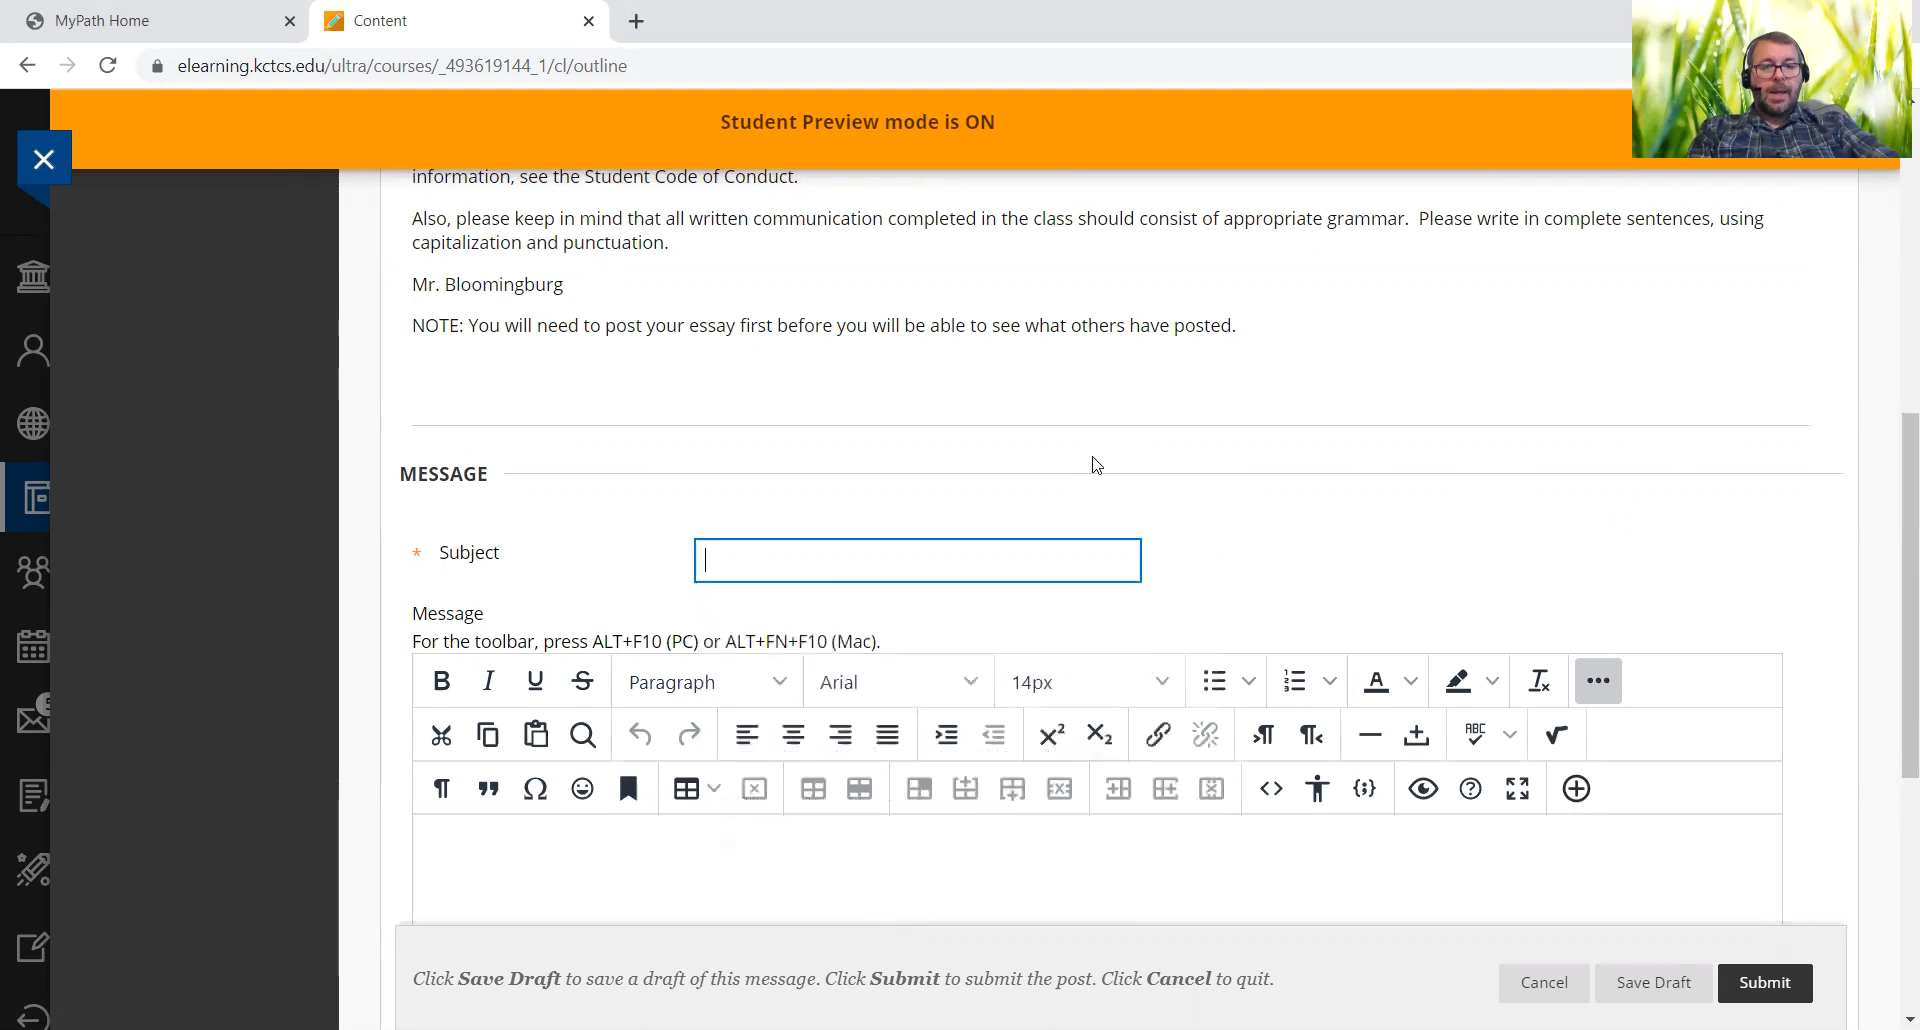 MyPath Home
Content
elearning.kctcs.edu/ultra/courses/_493619144_1/cl/outline
Student Preview mode is ON
information, see the Student Code of Conduct.
Also, please keep in mind that all written communication completed in the class should consist of appropriate grammar. Please write in complete sentences, using
capitalization and punctuation.
Mr. Bloomingburg
NOTE: You will need to post your essay first before you will be able to see what others have posted.
MESSAGE
* Subject
Message
For the toolbar, press ALT+F10 (PC) or ALT+FN+F10 (Mac).
Paragraph Arial 14px
Click Save Draft to save a draft of this message. Click Submit to submit the post. Click Cancel to quit.
Cancel Save Draft Submit